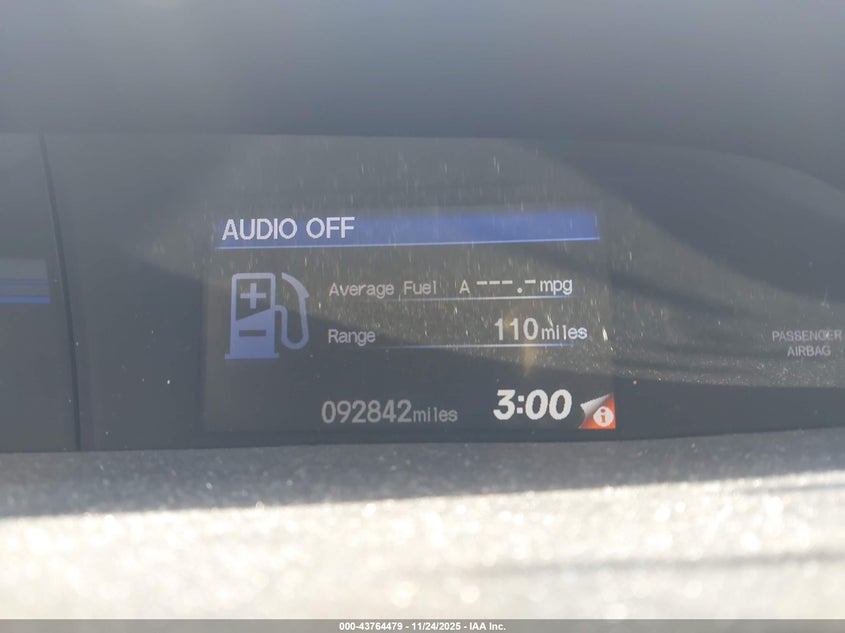 AUDIO OFF
Average Fuel A ---.- mpg
Range 110 miles
092842 miles 3:00
PASSENGER
AIRBAG
000-43764479 - 11/24/2025 - IAA Inc.